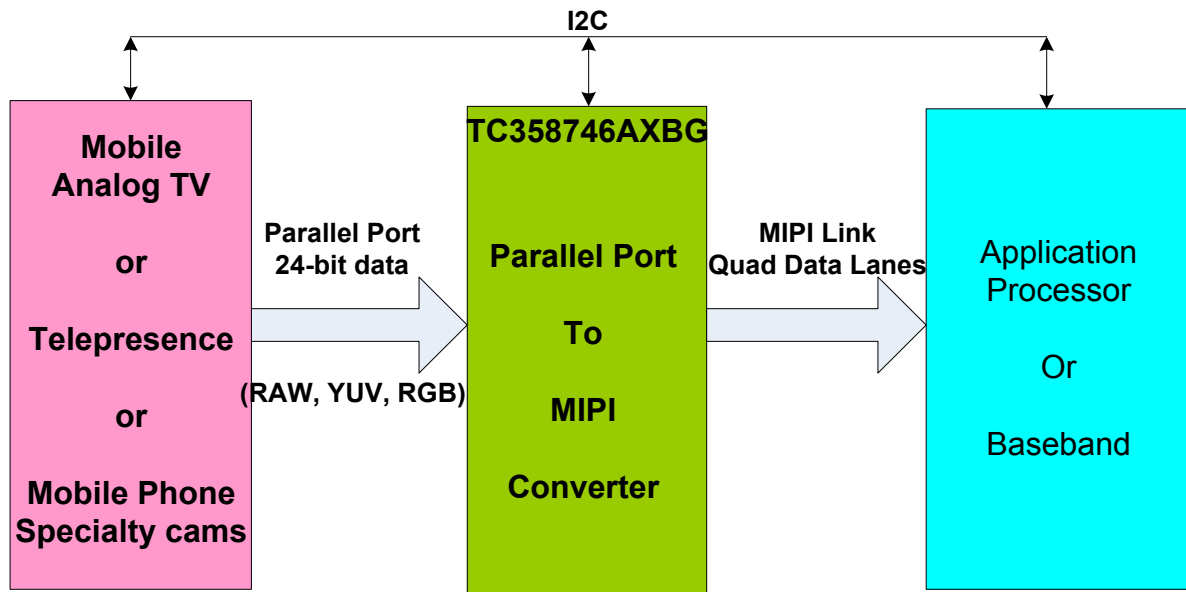 I2C
Mobile
Analog TV
or
Telepresence
or
Mobile Phone
Specialty cams
Parallel Port
24-bit data
(RAW, YUV, RGB)
TC358746AXBG
Parallel Port
To
MIPI
Converter
MIPI Link
Quad Data Lanes
Application
Processor
Or
Baseband